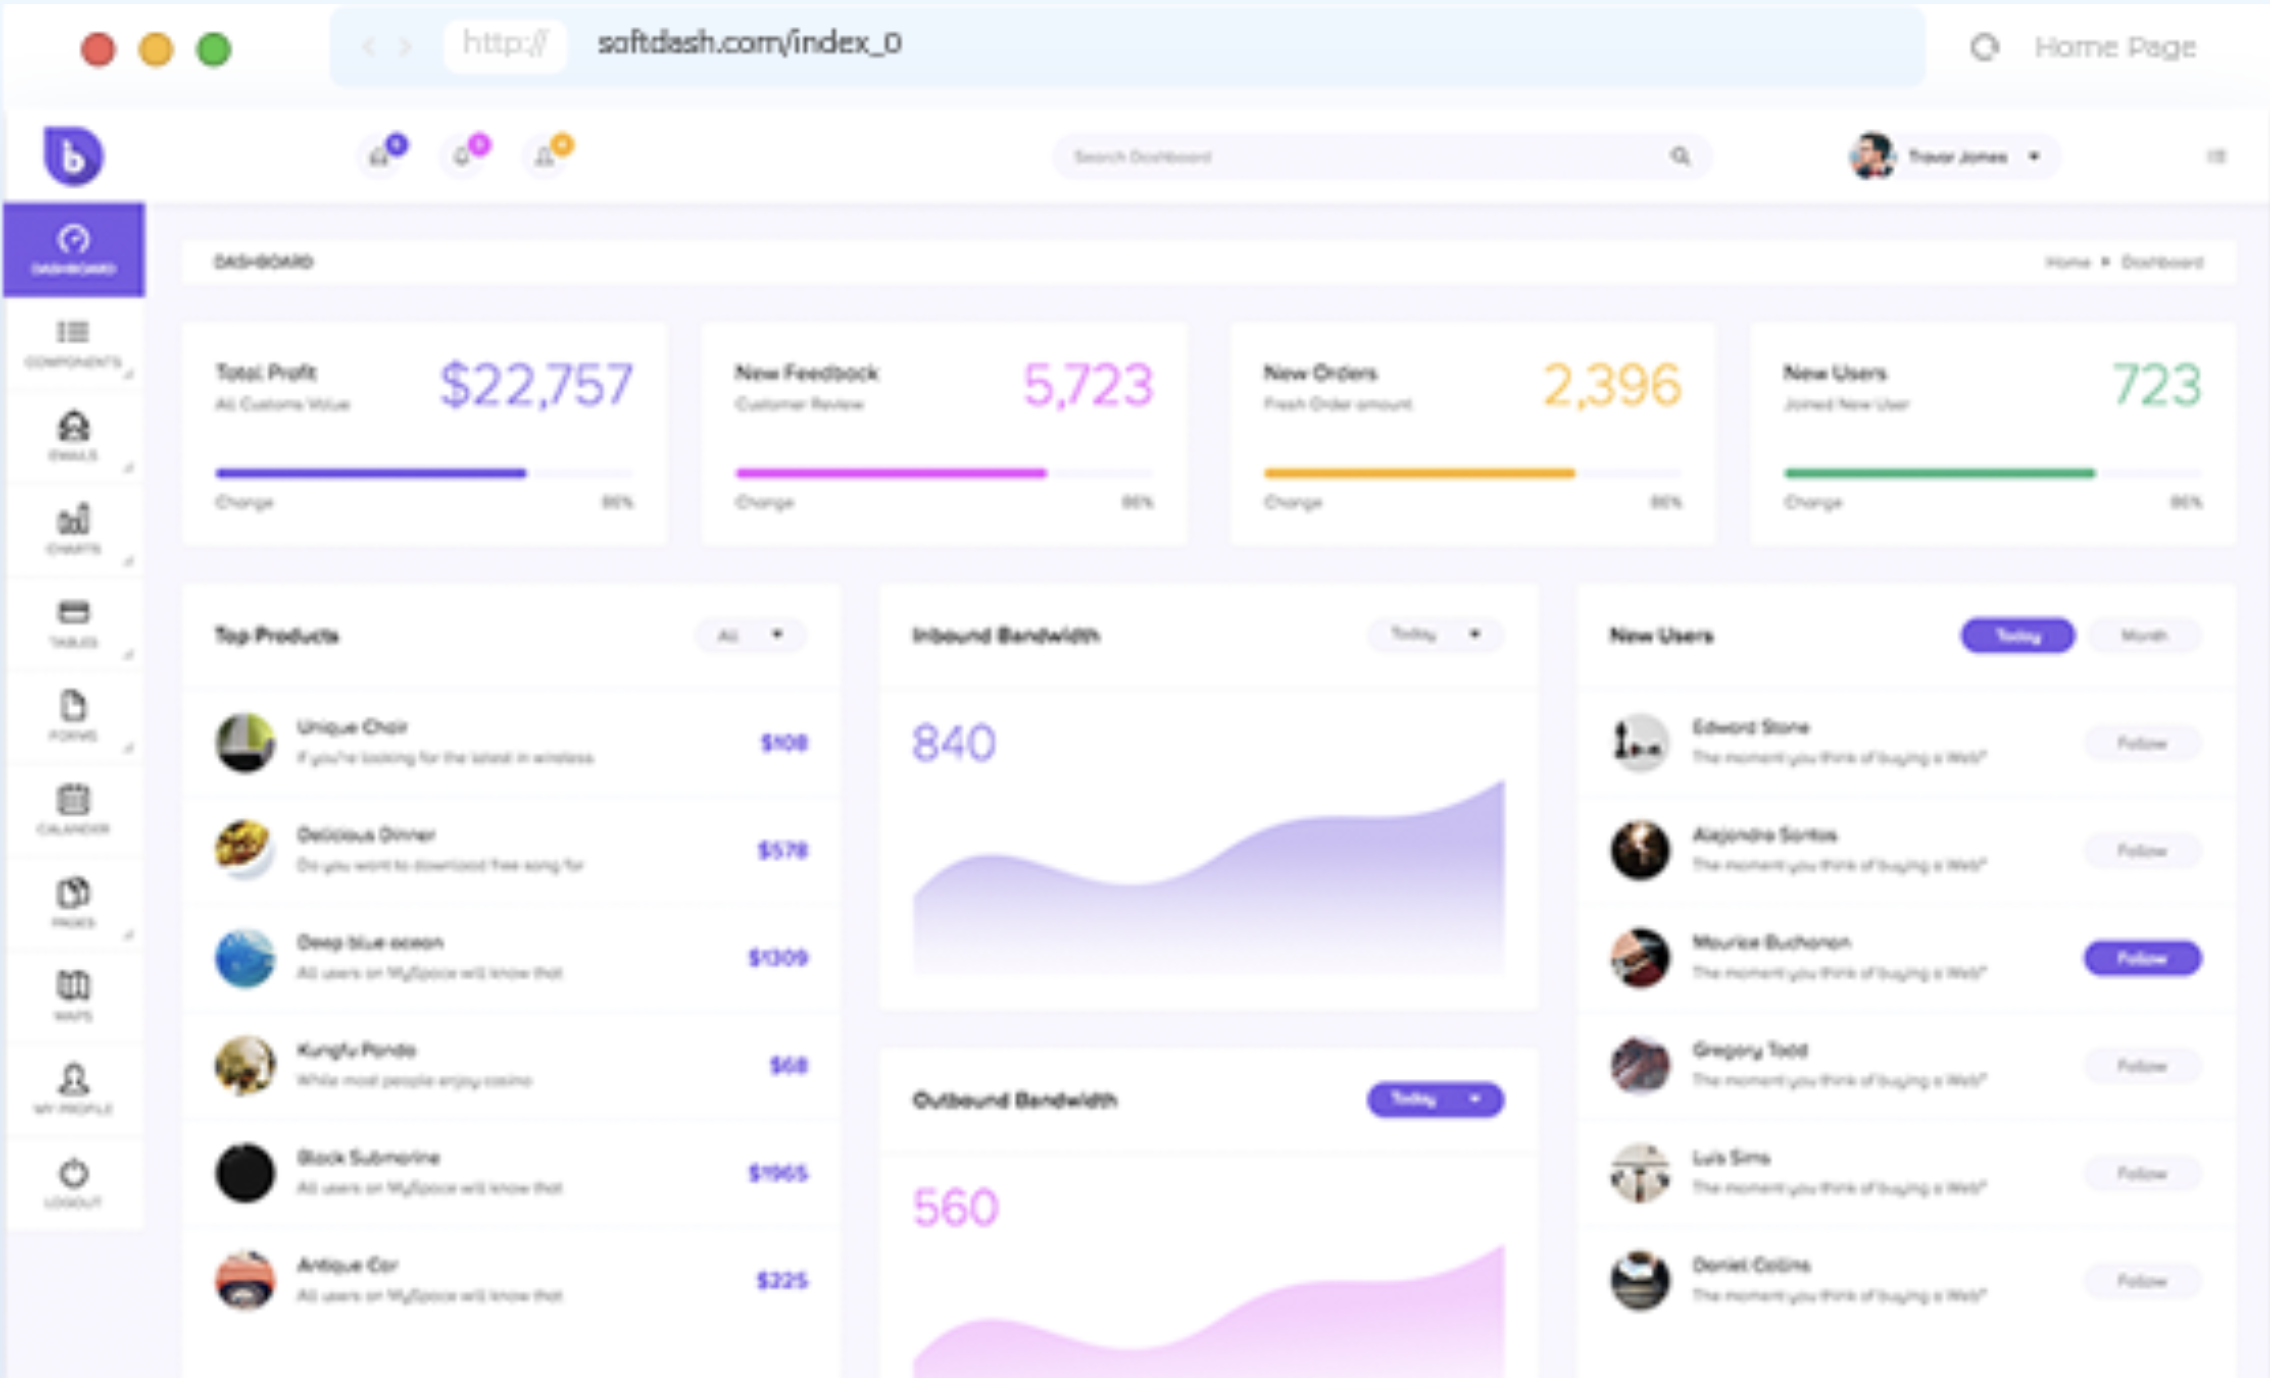 http://
softdash.com/index_0
Home Page
b
Search Dashboard
Trevor James
DASHBOARD
COMPONENTS
EMAILS
CHARTS
TABLES
FORMS
CALANDER
PAGES
MAPS
MY PROFILE
LOGOUT
DASHBOARD
Home
Dashboard
Total Profit
$22,757
All Customs Value
Change
86%
New Feedback
5,723
Customer Review
Change
86%
New Orders
2,396
Fresh Order amount
Change
86%
New Users
723
Joined New User
Change
86%
Top Products
All
Unique Chair
$108
If you're looking for the latest in wireless
Delicious Dinner
$578
Do you want to download free song for
Deep blue ocean
$1309
All users on MySpace will know that
Kungfu Panda
$68
While most people enjoy casino
Black Submarine
$1965
All users on MySpace will know that
Antique Car
$225
All users on MySpace will know that
Inbound Bandwidth
Today
840
Outbound Bandwidth
Today
560
New Users
Today
Month
Edward Stone
The moment you think of buying a Web*
Follow
Alejandro Santos
The moment you think of buying a Web*
Follow
Maurice Buchanan
The moment you think of buying a Web*
Follow
Gregory Todd
The moment you think of buying a Web*
Follow
Luis Sims
The moment you think of buying a Web*
Follow
Daniel Collins
The moment you think of buying a Web*
Follow